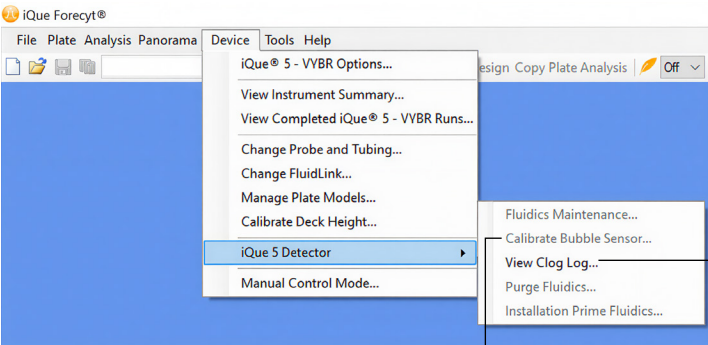 iQue Forecyt®
File Plate Analysis Panorama Device Tools Help
esign Copy Plate Analysis Off
iQue® 5 - VYBR Options...
View Instrument Summary...
View Completed iQue® 5 - VYBR Runs...
Change Probe and Tubing...
Change FluidLink...
Manage Plate Models...
Calibrate Deck Height...
iQue 5 Detector
Manual Control Mode...
Fluidics Maintenance...
Calibrate Bubble Sensor...
View Clog Log...
Purge Fluidics...
Installation Prime Fluidics...